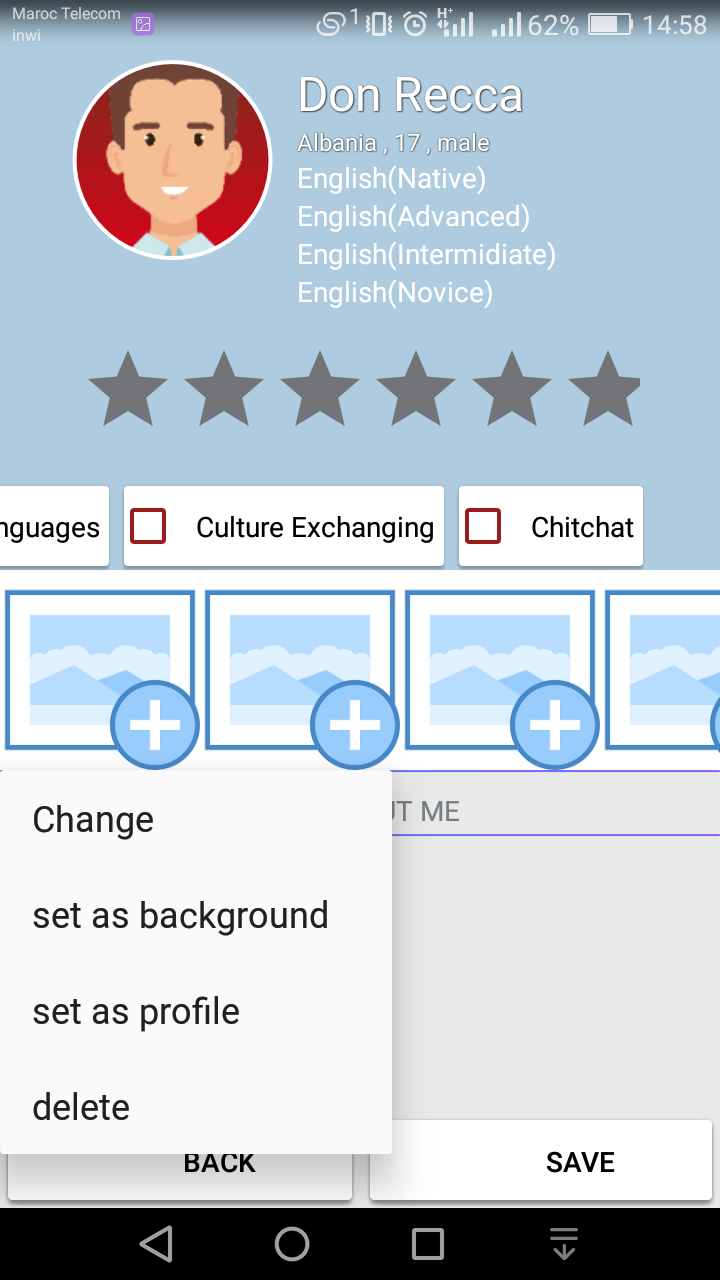 Maroc Telecom
inwi
1 H+ 62% 14:58
Don Recca
Albania , 17 , male
English(Native)
English(Advanced)
English(Intermidiate)
English(Novice)
nguages Culture Exchanging Chitchat
UT ME
Change
set as background
set as profile
delete
BACK SAVE